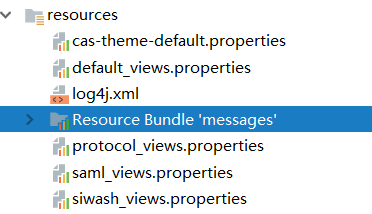 resources
cas-theme-default.properties
default_views.properties
log4j.xml
Resource Bundle 'messages'
protocol_views.properties
saml_views.properties
siwash_views.properties